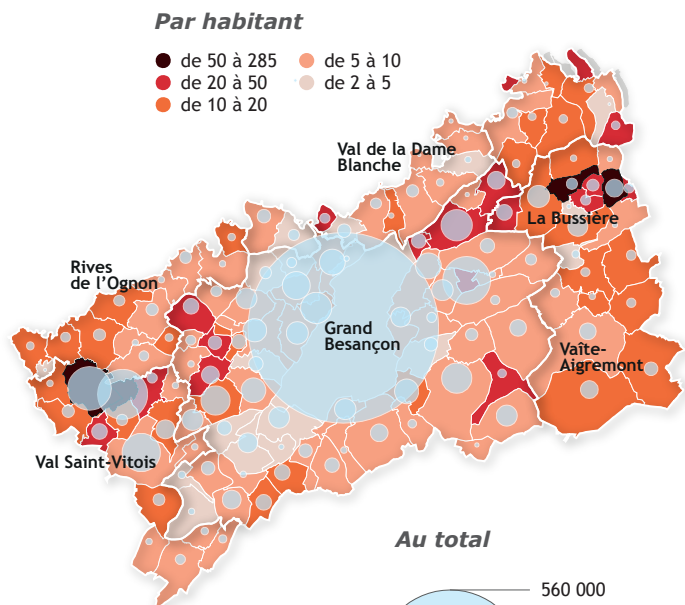 Par habitant
de 50 à 285
de 5 à 10
de 20 à 50
de 2 à 5
de 10 à 20
Val de la Dame
Blanche
La Bussière
Rives
de l'Ognon
Grand
Besançon
Vaîte-
Aigremont
Val Saint-Vitois
Au total
560 000